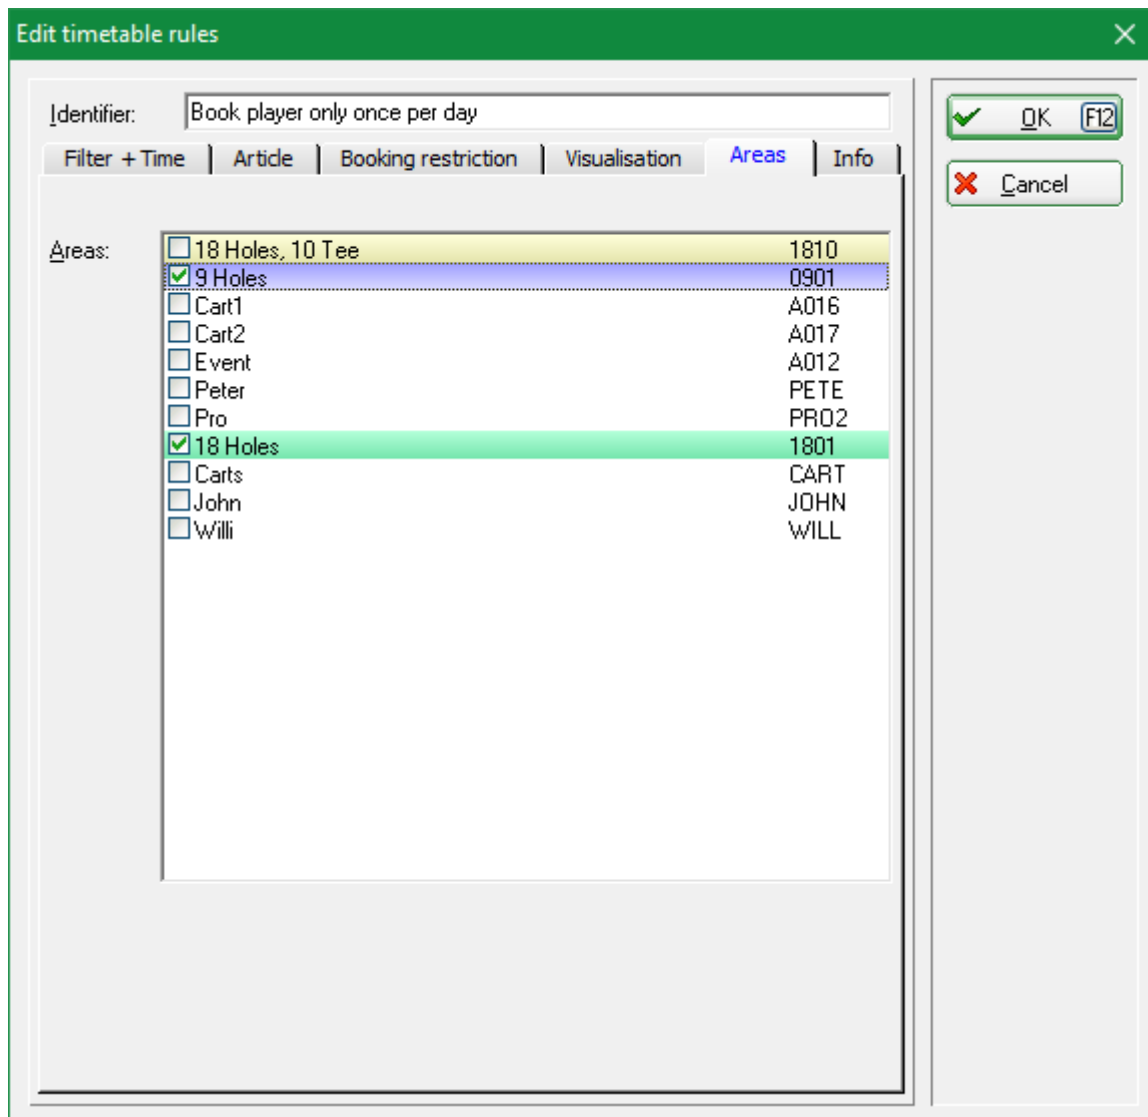 Edit timetable rules
Identifier: Book player only once per day
Filter + Time Article Booking restriction Visualisation Areas Info
Areas:
18 Holes, 10 Tee 1810
9 Holes 0901
Cart1 A016
Cart2 A017
Event A012
Peter PETE
Pro PRO2
18 Holes 1801
Carts CART
John JOHN
Willi WILL
OK F12
Cancel